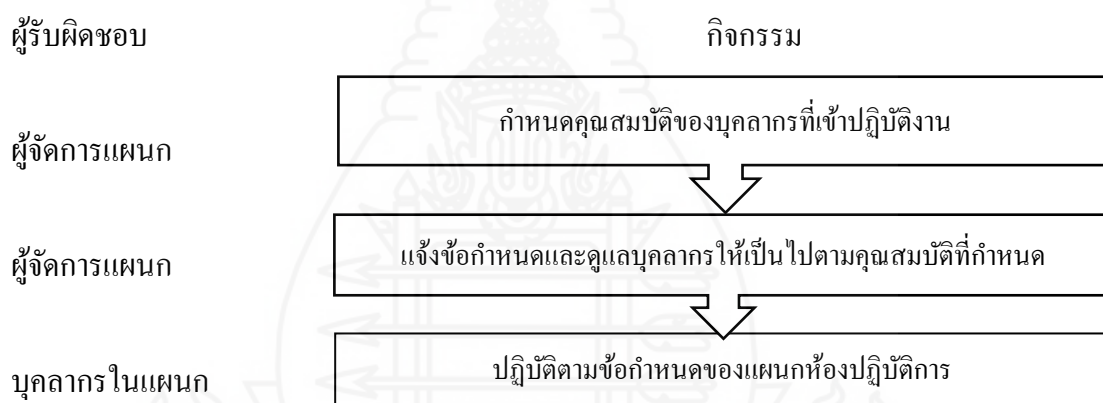 ผู้รับผิดชอบ กิจกรรม
กำหนดคุณสมบัติของบุคลากรที่เข้าปฏิบัติงาน
ผู้จัดการแผนก
แจ้งข้อกำหนดและดูแลบุคลากรให้เป็นไปตามคุณสมบัติที่กำหนด
ผู้จัดการแผนก
ปฏิบัติตามข้อกำหนดของแผนกห้องปฏิบัติการ
บุคลากรในแผนก